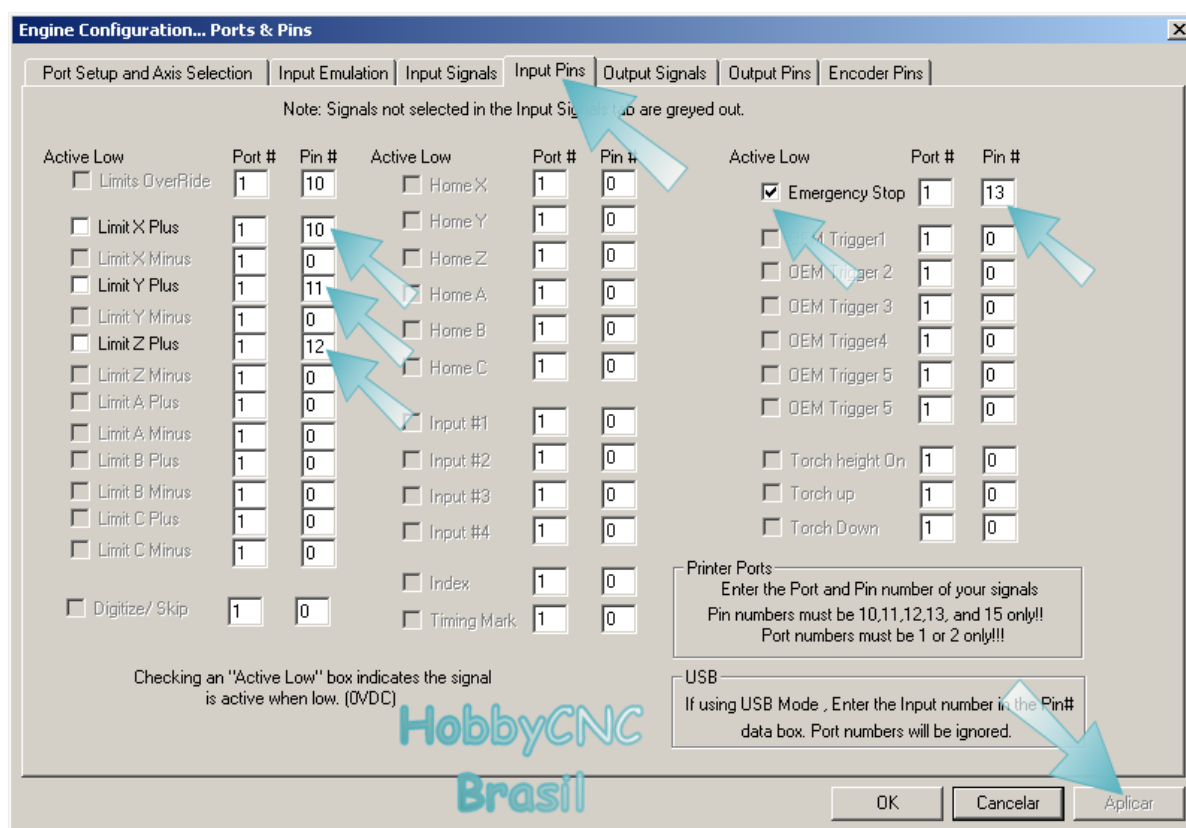 Engine Configuration... Ports & Pins
Port Setup and Axis Selection Input Emulation Input Signals Input Pins Output Signals Output Pins Encoder Pins
Note: Signals not selected in the Input Signals tab are greyed out.
Active Low Port # Pin #
Limits OverRide 1 10
Limit X Plus 1 10
Limit X Minus 1 0
Limit Y Plus 1 11
Limit Y Minus 1 0
Limit Z Plus 1 12
Limit Z Minus 1 0
Limit A Plus 1 0
Limit A Minus 1 0
Limit B Plus 1 0
Limit B Minus 1 0
Limit C Plus 1 0
Limit C Minus 1 0
Digitize/ Skip 1 0
Active Low Port # Pin #
Home X 1 0
Home Y 1 0
Home Z 1 0
Home A 1 0
Home B 1 0
Home C 1 0
Input #1 1 0
Input #2 1 0
Input #3 1 0
Input #4 1 0
Index 1 0
Timing Mark 1 0
Active Low Port # Pin #
Emergency Stop 1 13
OEM Trigger1 1 0
OEM Trigger 2 1 0
OEM Trigger 3 1 0
OEM Trigger4 1 0
OEM Trigger 5 1 0
OEM Trigger 5 1 0
Torch height On 1 0
Torch up 1 0
Torch Down 1 0
Printer Ports
Enter the Port and Pin number of your signals
Pin numbers must be 10,11,12,13, and 15 only!!
Port numbers must be 1 or 2 only!!!
Checking an "Active Low" box indicates the signal
is active when low. (0VDC)
USB
If using USB Mode , Enter the Input number in the Pin#
data box. Port numbers will be ignored.
HobbyCNC
Brasil
OK Cancelar Aplicar